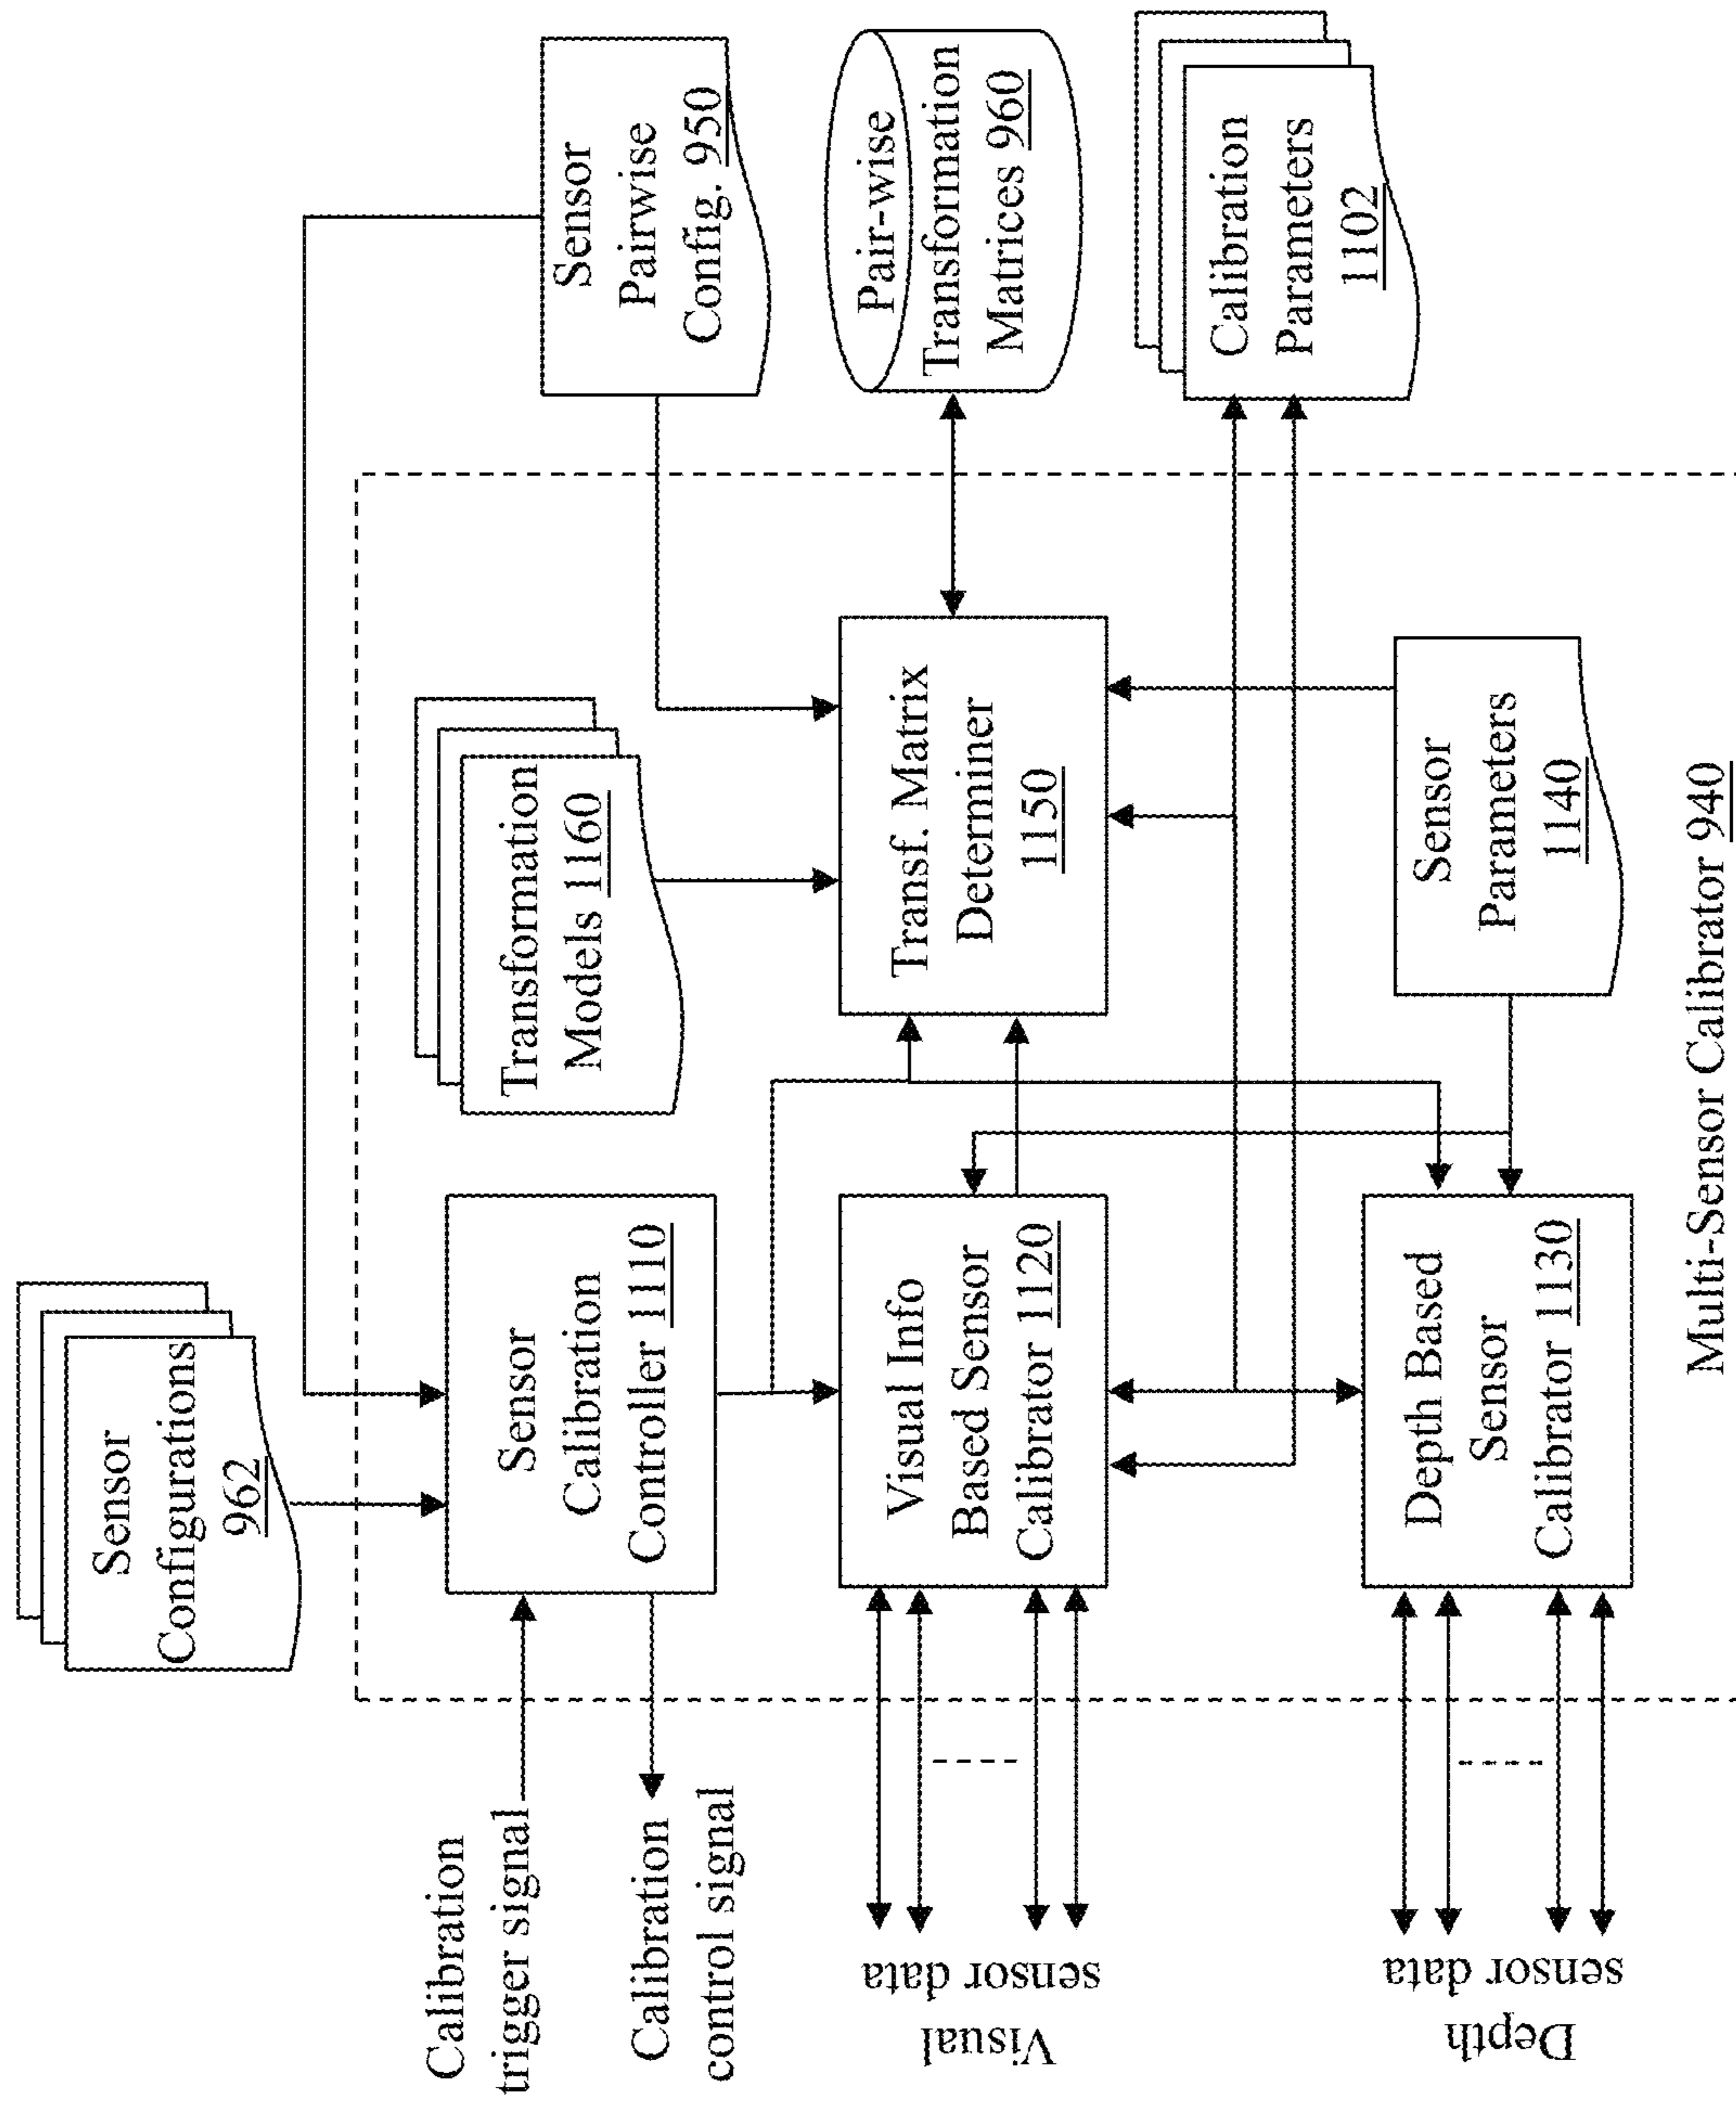 Sensor
Configurations
962
Calibration
trigger signal
Calibration
control signal
Sensor
Calibration
Controller 1110
Transformation
Models 1160
Sensor
Pairwise
Config. 950
Visual
sensor data
Visual Info
Based Sensor
Calibrator 1120
Transf. Matrix
Determiner
1150
Pair-wise
Transformation
Matrices 960
Depth
sensor data
Depth Based
Sensor
Calibrator 1130
Sensor
Parameters
1140
Calibration
Parameters
1102
Multi-Sensor Calibrator 940